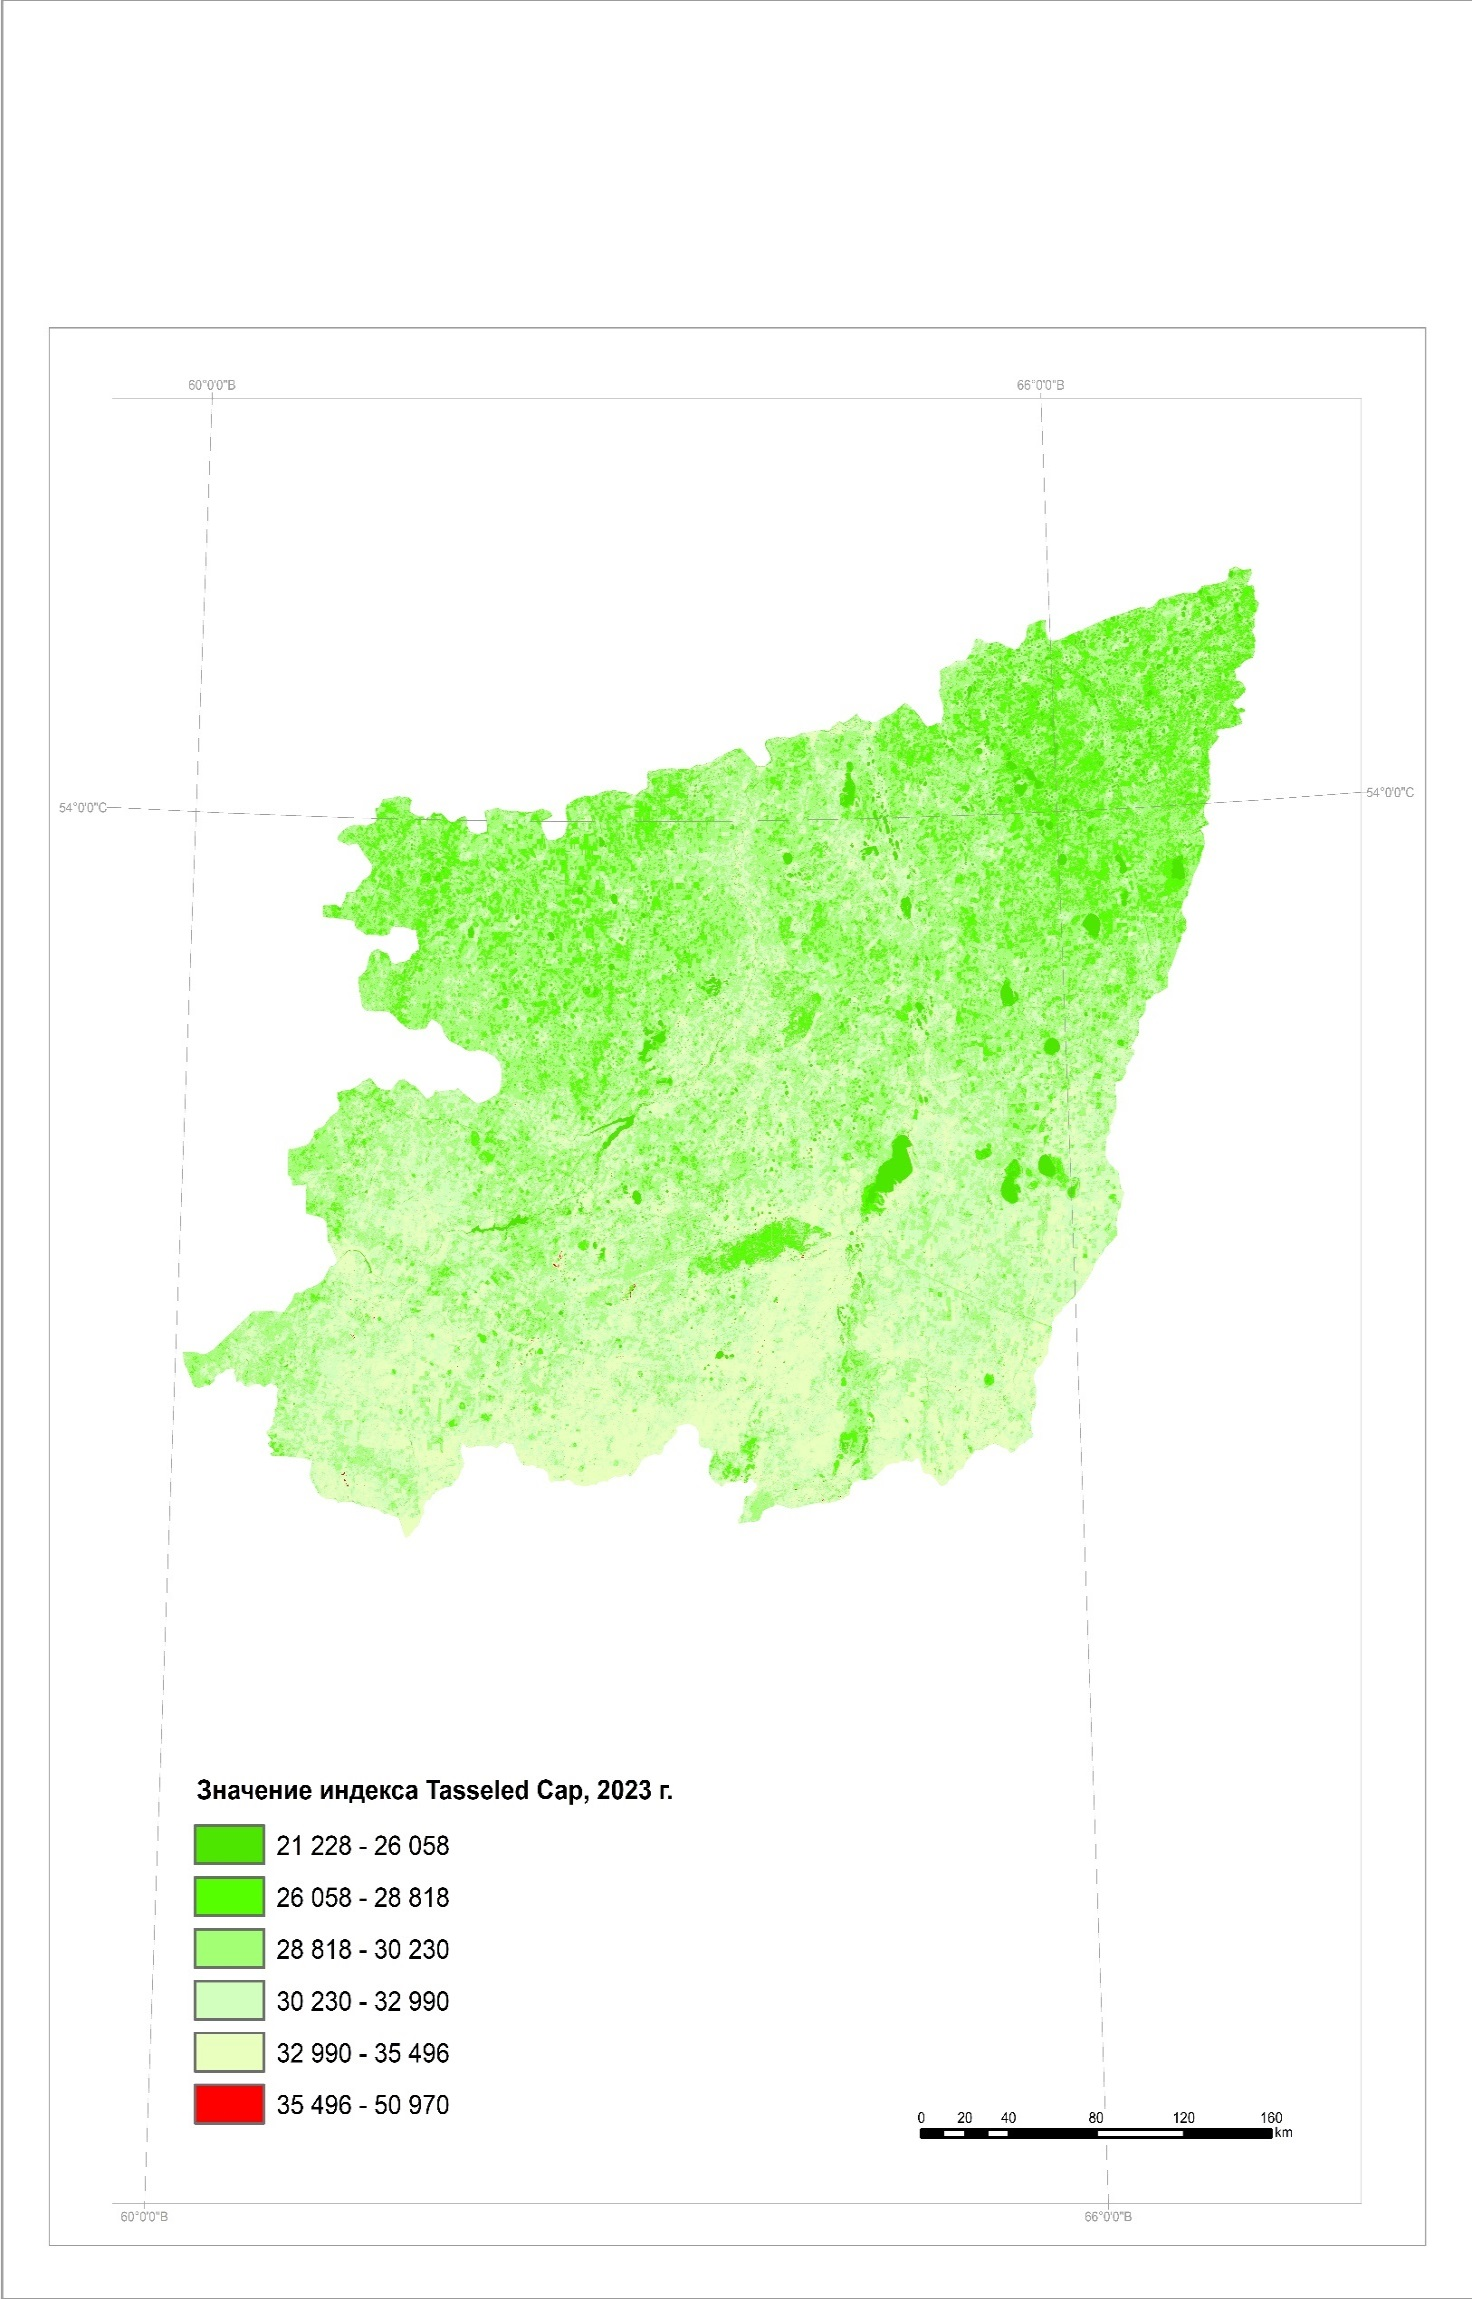 60°0'0"В
66°0'0"В
54°0'0"С
54°0'0"С
Значение индекса Tasseled Cap, 2023 г.
21 228 - 26 058
26 058 - 28 818
28 818 - 30 230
30 230 - 32 990
32 990 - 35 496
35 496 - 50 970
0 20 40 80 120 160
km
60°0'0"В
66°0'0"В